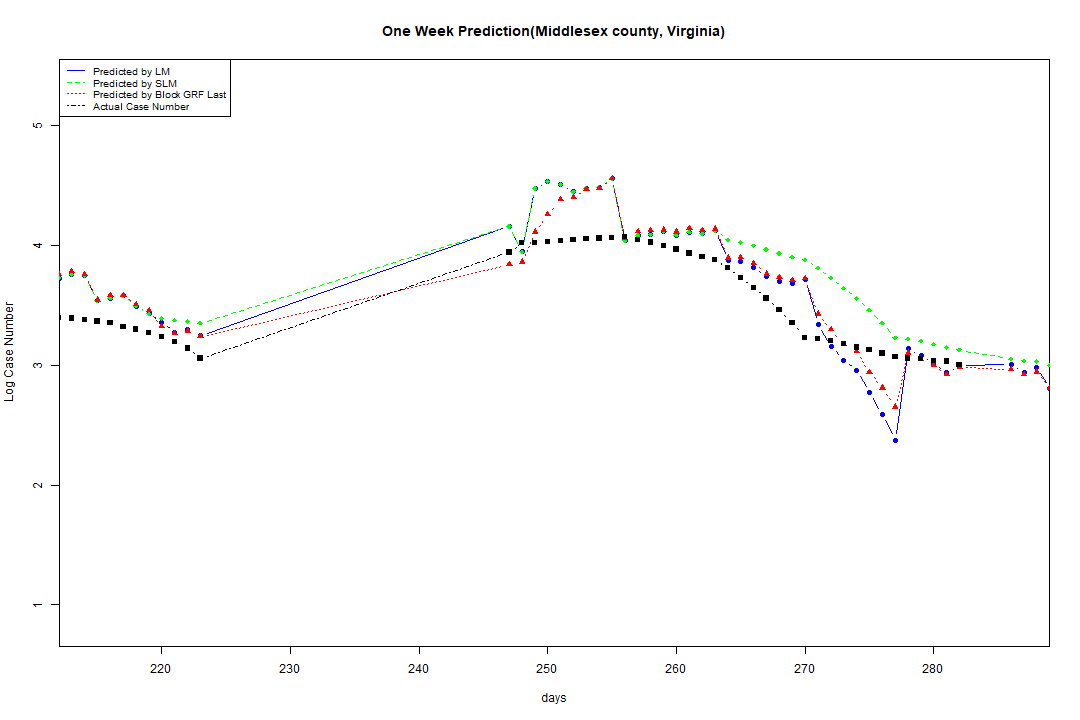 One Week Prediction(Middlesex county, Virginia)
Predicted by LM
Predicted by SLM
Predicted by Block GRF Last
Actual Case Number
5
4
3
2
1
Log Case Number
220 230 240 250 260 270 280
days